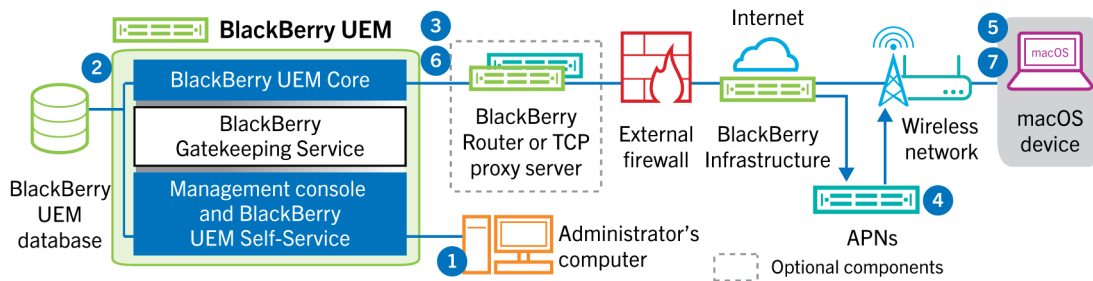 BlackBerry UEM
2
BlackBerry UEM Core
BlackBerry
Gatekeeping Service
Management console
and BlackBerry
UEM Self-Service
BlackBerry
UEM
database
1
Administrator's
computer
3
6
BlackBerry
Router or TCP
proxy server
External
firewall
Internet
BlackBerry
Infrastructure
4
APNs
Wireless
network
5
7
macOS
macOS
device
Optional components